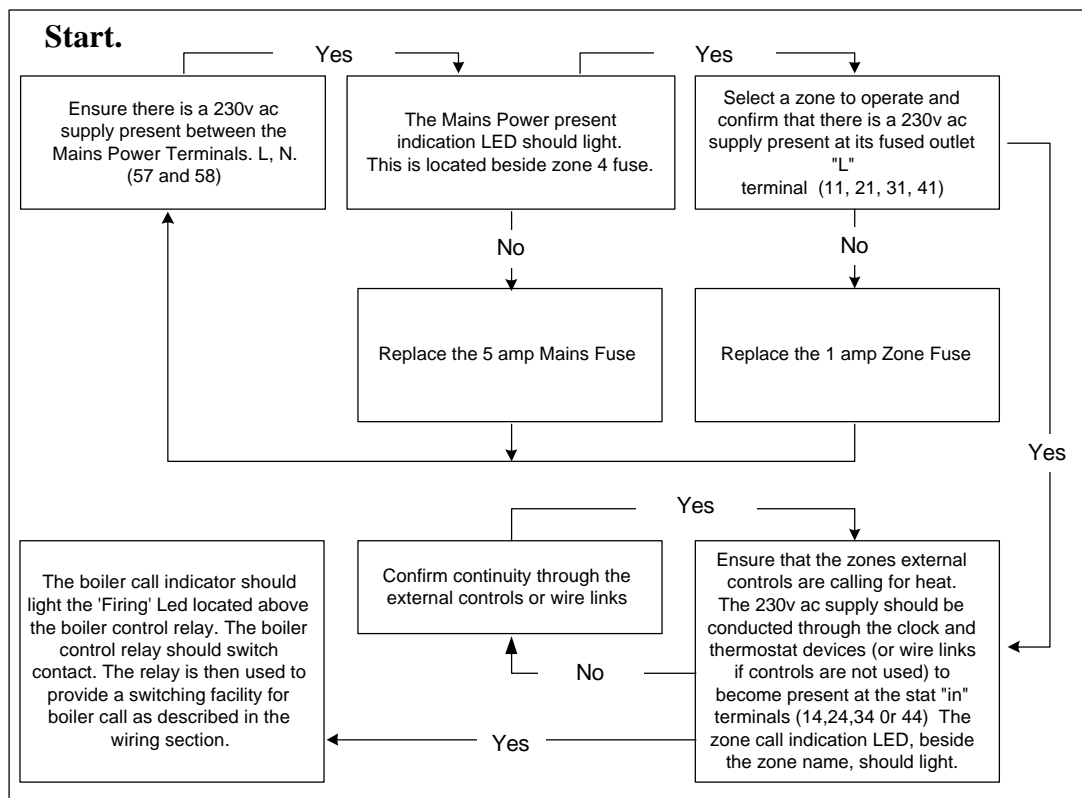 Start.
Yes
Yes
Ensure there is a 230v ac
supply present between the
Mains Power Terminals. L, N.
(57 and 58)
The Mains Power present
indication LED should light.
This is located beside zone 4 fuse.
Select a zone to operate and
confirm that there is a 230v ac
supply present at its fused outlet
"L"
terminal (11, 21, 31, 41)
No
No
Replace the 5 amp Mains Fuse
Replace the 1 amp Zone Fuse
Yes
Yes
The boiler call indicator should
light the 'Firing' Led located above
the boiler control relay. The boiler
control relay should switch
contact. The relay is then used to
provide a switching facility for
boiler call as described in the
wiring section.
Confirm continuity through the
external controls or wire links
Ensure that the zones external
controls are calling for heat.
The 230v ac supply should be
conducted through the clock and
thermostat devices (or wire links
if controls are not used) to
become present at the stat "in"
terminals (14,24,34 0r 44) The
zone call indication LED, beside
the zone name, should light.
No
Yes